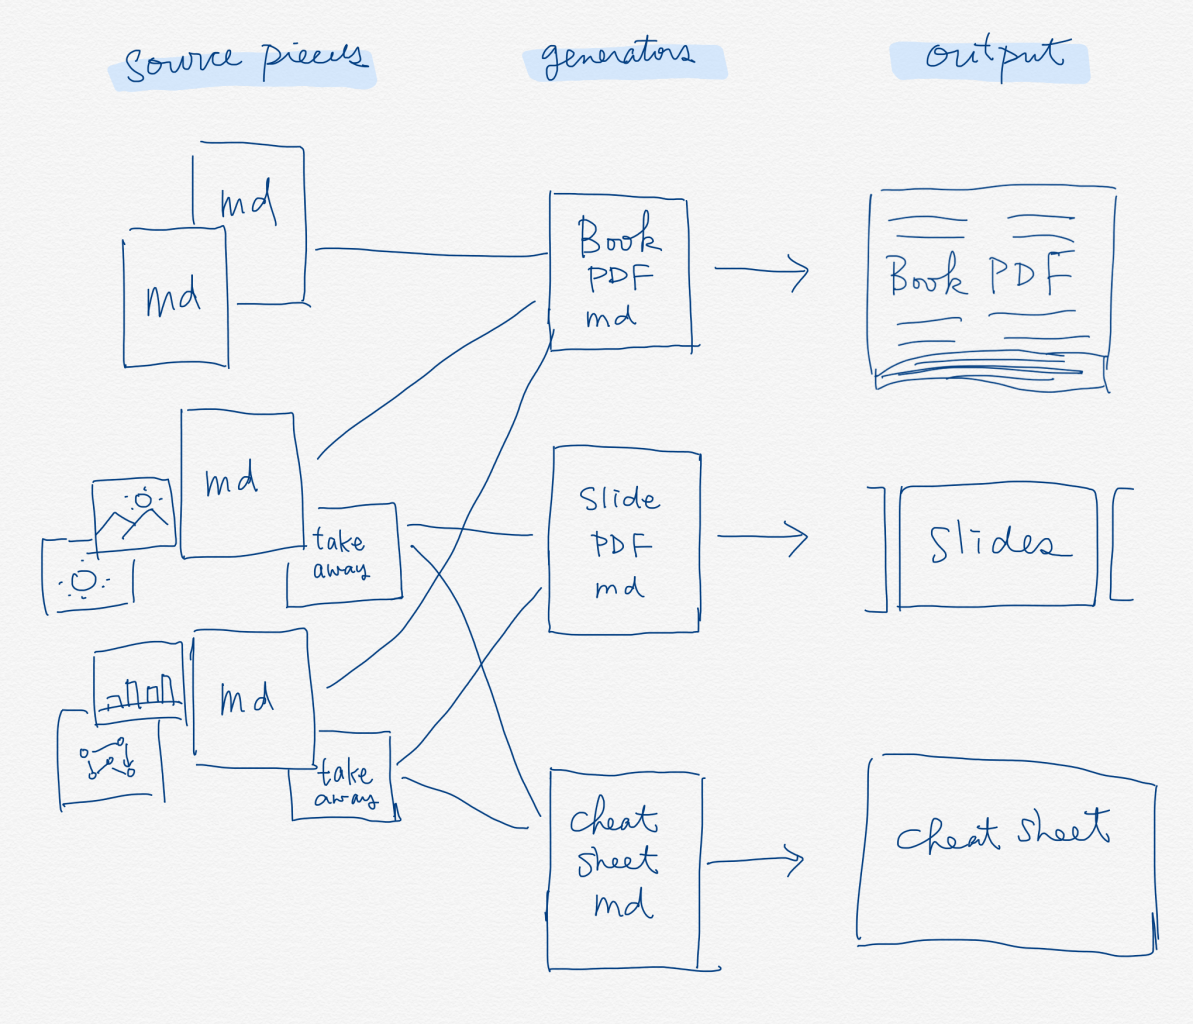 source pieces
generators
output
md
md
Book
PDF
md
Book PDF
md
take
away
Slide
PDF
md
Slides
md
take
away
cheat
sheet
md
cheat sheet